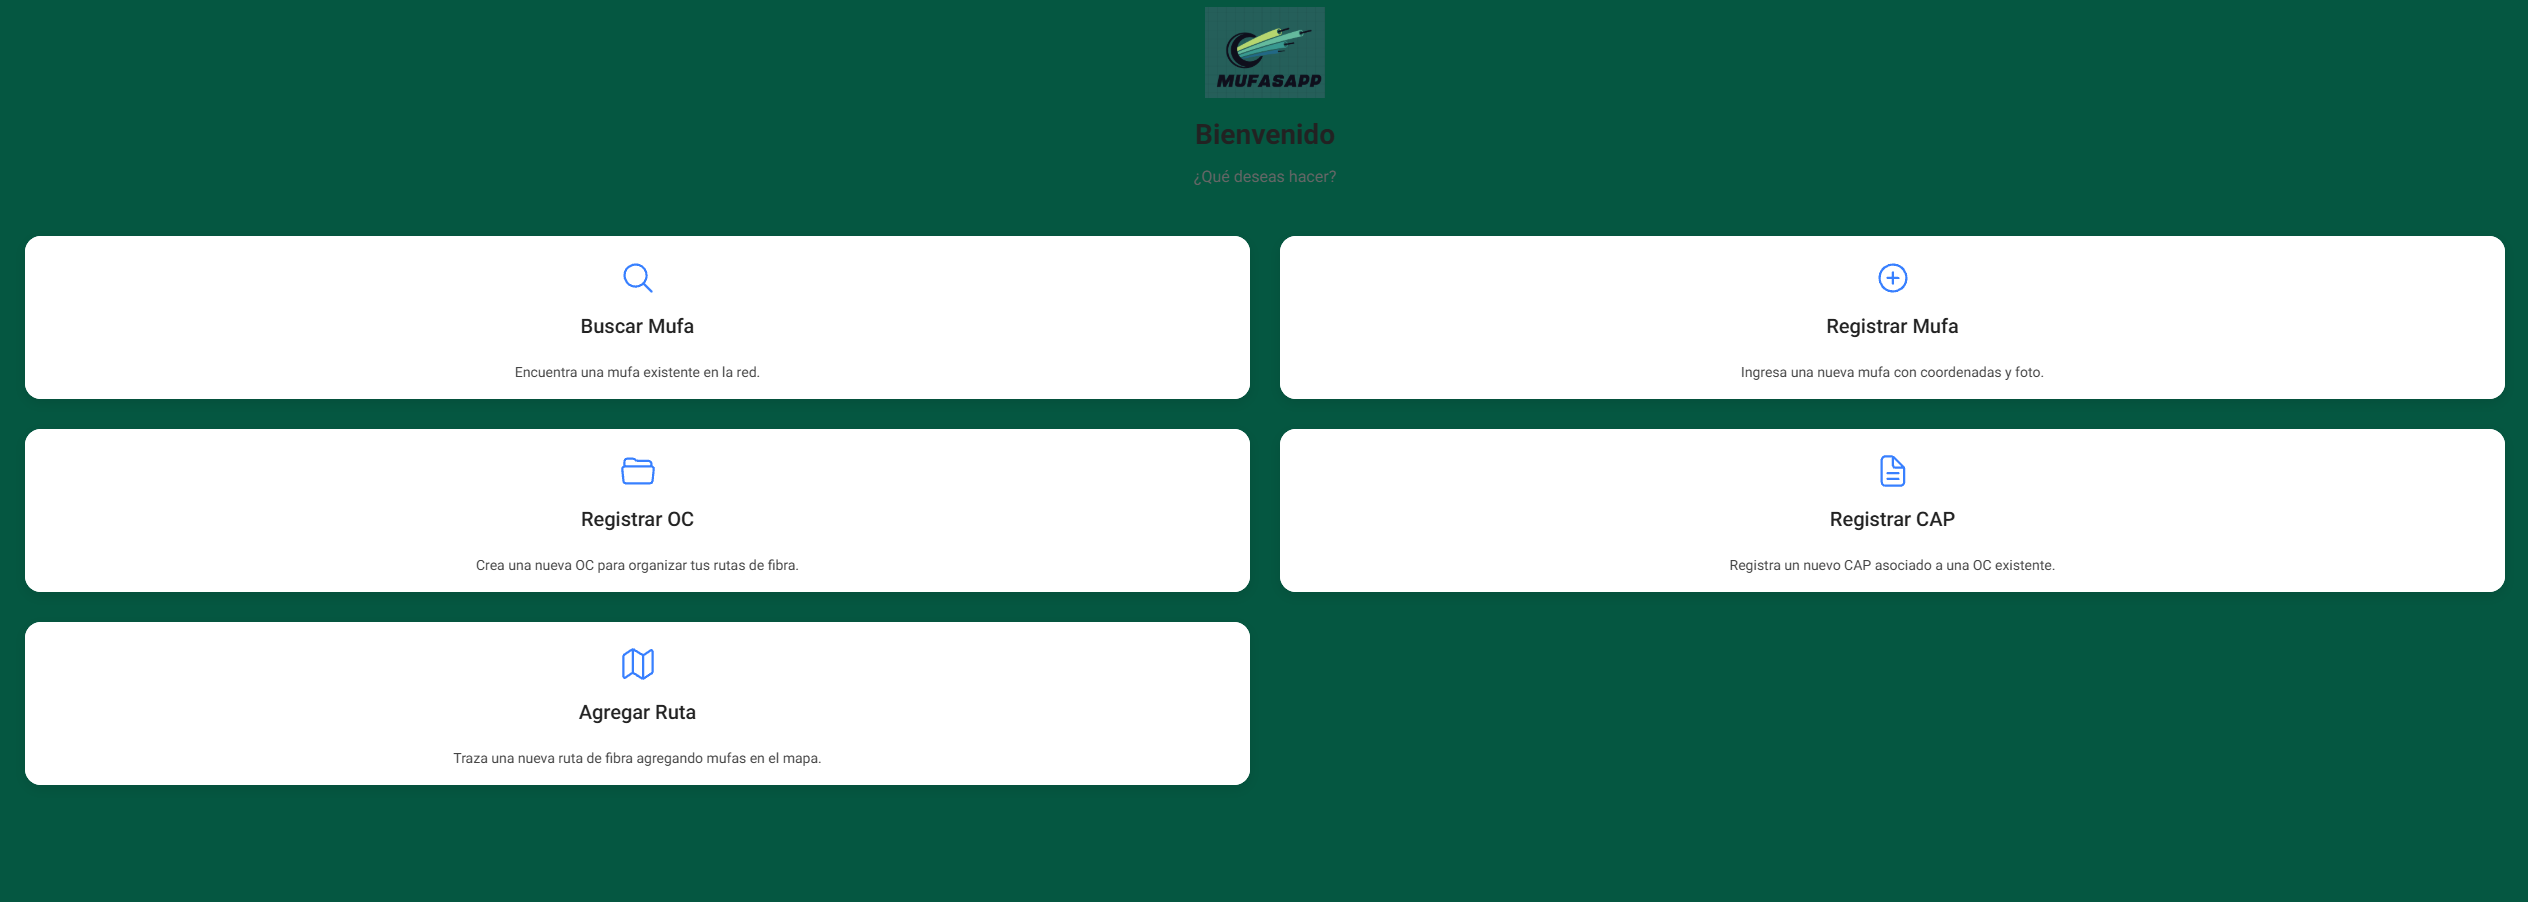 MUFASAPP
Bienvenido
¿Qué deseas hacer?
Buscar Mufa
Encuentra una mufa existente en la red.
Registrar Mufa
Ingresa una nueva mufa con coordenadas y foto.
Registrar OC
Crea una nueva OC para organizar tus rutas de fibra.
Registrar CAP
Registra un nuevo CAP asociado a una OC existente.
Agregar Ruta
Traza una nueva ruta de fibra agregando mufas en el mapa.